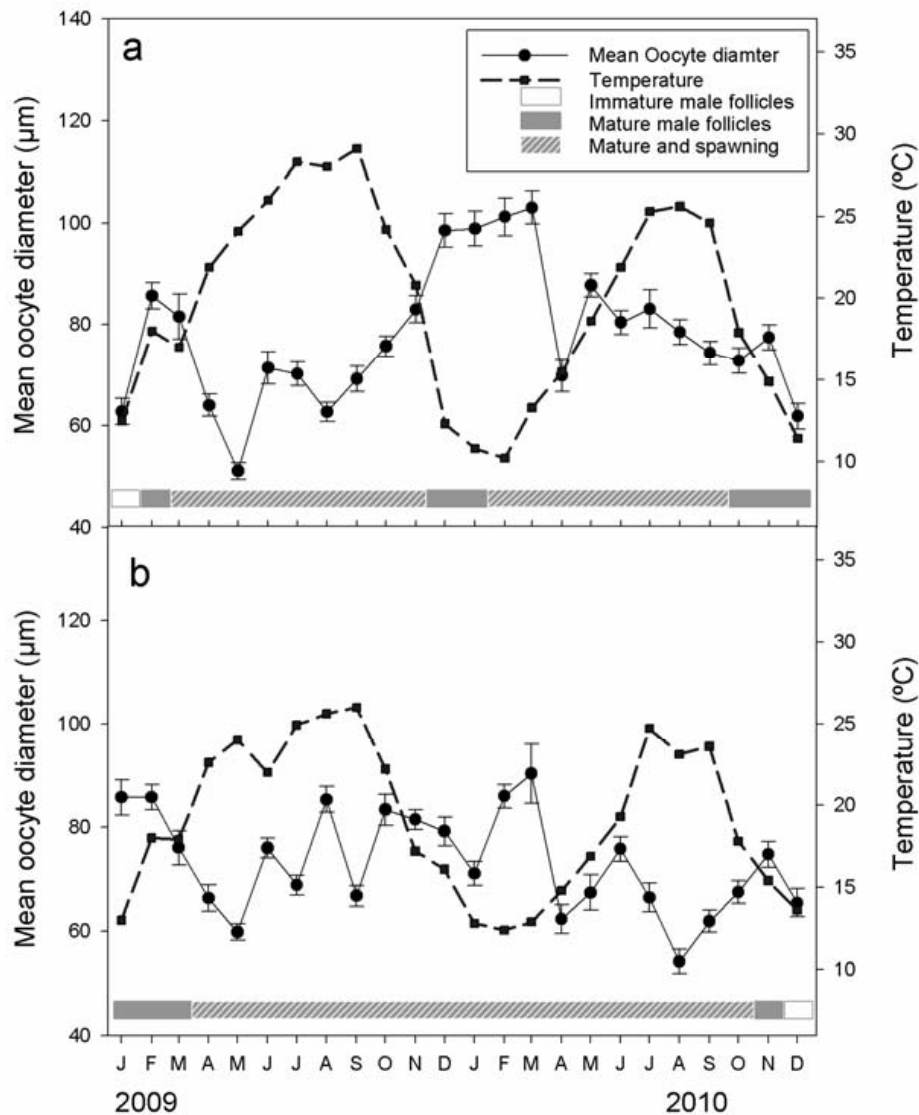 140
120
100
80
60
40
Mean oocyte diameter (µm)
a
Mean Oocyte diamter
Temperature
Immature male follicles
Mature male follicles
Mature and spawning
35
30
25
20
15
10
Temperature (ºC)
120
100
80
60
40
Mean oocyte diameter (µm)
b
35
30
25
20
15
10
Temperature (ºC)
J F M A M J J A S O N D J F M A M J J A S O N D
2009 2010